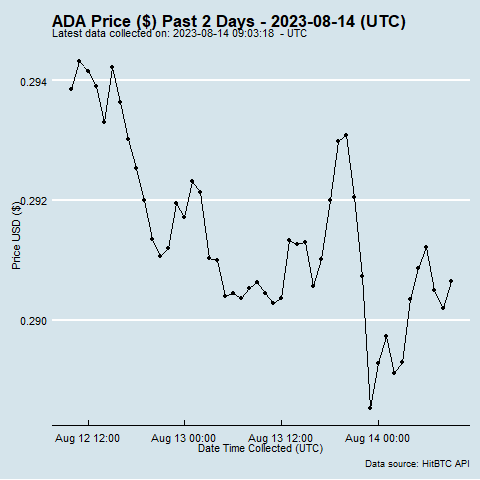 ADA Price ($) Past 2 Days - 2023-08-14 (UTC)
Latest data collected on: 2023-08-14 09:03:18  - UTC
0.294
0.292
0.290
Price USD ($)
Aug 12 12:00
Aug 13 00:00
Aug 13 12:00
Aug 14 00:00
Date Time Collected (UTC)
Data source: HitBTC API